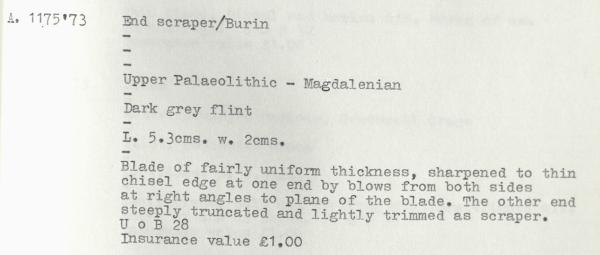 A. 1175'73
End scraper/Burin
-
-
-
Upper Palaeolithic - Magdalenian
-
Dark grey flint
-
L. 5.3cms. w. 2cms.
-
Blade of fairly uniform thickness, sharpened to thin
chisel edge at one end by blows from both sides
at right angles to plane of the blade. The other end
steeply truncated and lightly trimmed as scraper.
U o B 28
Insurance value £1.00